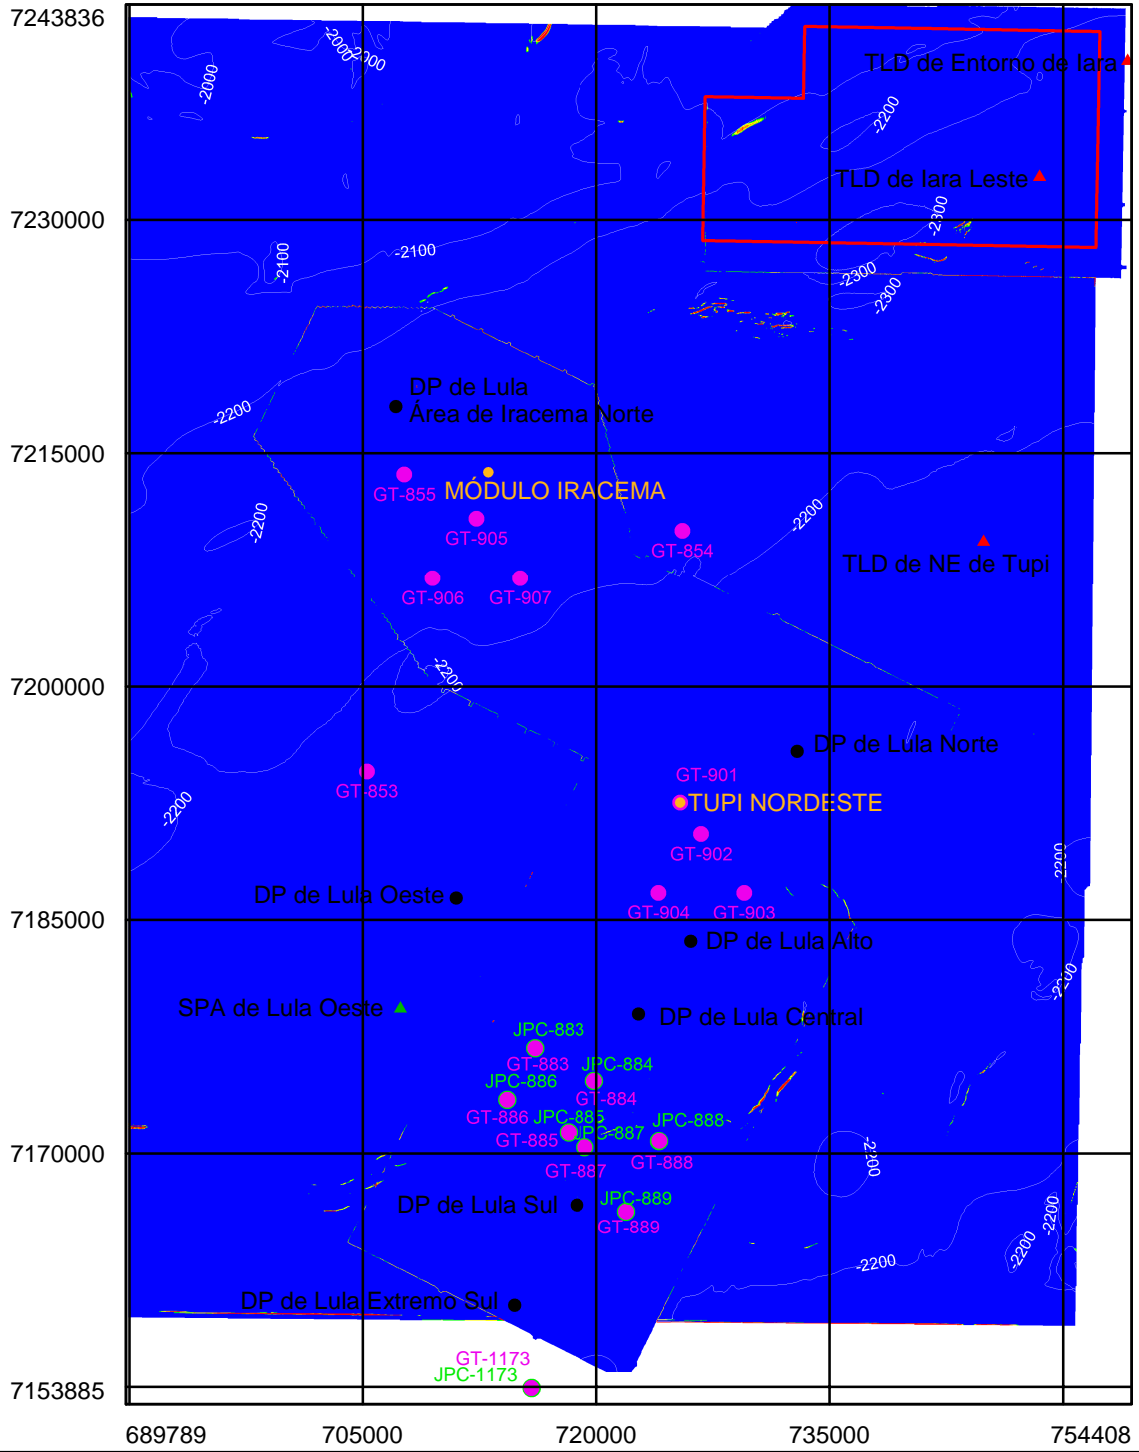 7243836
-2000
-2000
-2000
TLD de Entorno de Iara
-2200
TLD de Iara Leste
7230000
-2300
-2100
-2100
-2300
-2300
DP de Lula
Área de Iracema Norte
-2200
7215000
GT-855
MÓDULO IRACEMA
-2200
-2200
GT-905
GT-854
TLD de NE de Tupi
GT-906
GT-907
-2200
7200000
DP de Lula Norte
GT-853
GT-901
TUPI NORDESTE
-2200
GT-902
-2200
DP de Lula Oeste
GT-904
GT-903
7185000
DP de Lula Alto
-2200
SPA de Lula Oeste
DP de Lula Central
JPC-883
GT-883
JPC-884
JPC-886
GT-884
GT-886
JPC-885
JPC-888
GT-885
JPC-887
7170000
GT-888
-2200
GT-887
DP de Lula Sul
JPC-889
GT-889
-2200
-2200
-2200
DP de Lula Extremo Sul
GT-1173
JPC-1173
7153885
689789
705000
720000
735000
754408